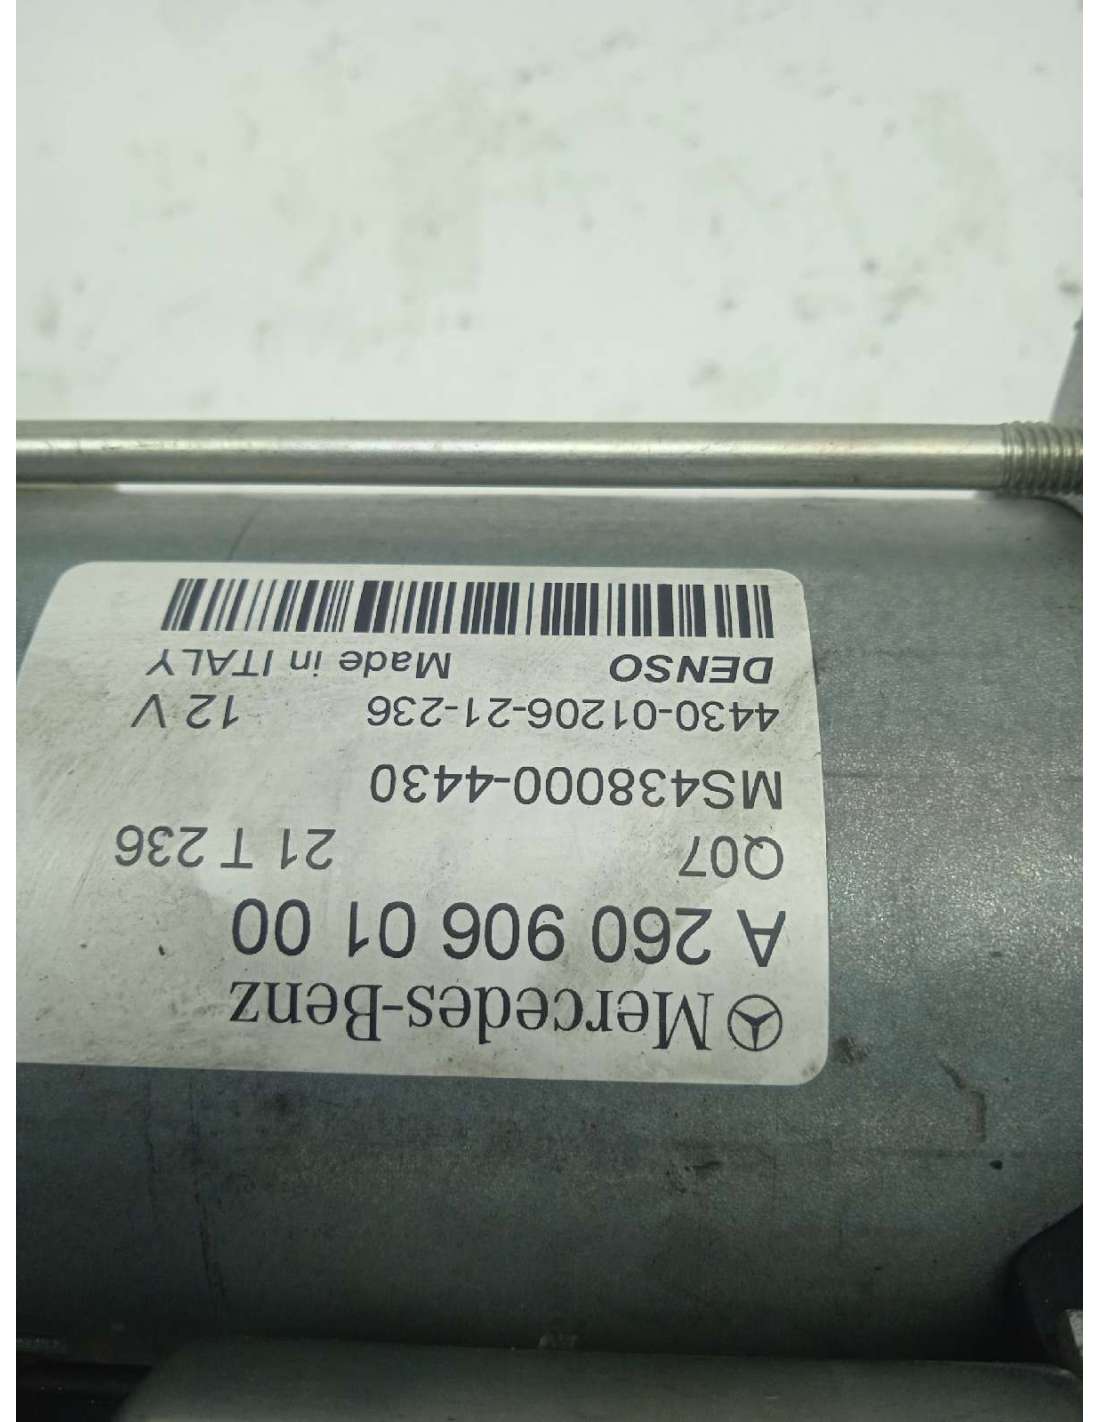 Mercedes-Benz
A 260 906 01 00
Q07 21 T 236
MS438000-4430
4430-01206-21-236 12 V
DENSO Made in ITALY